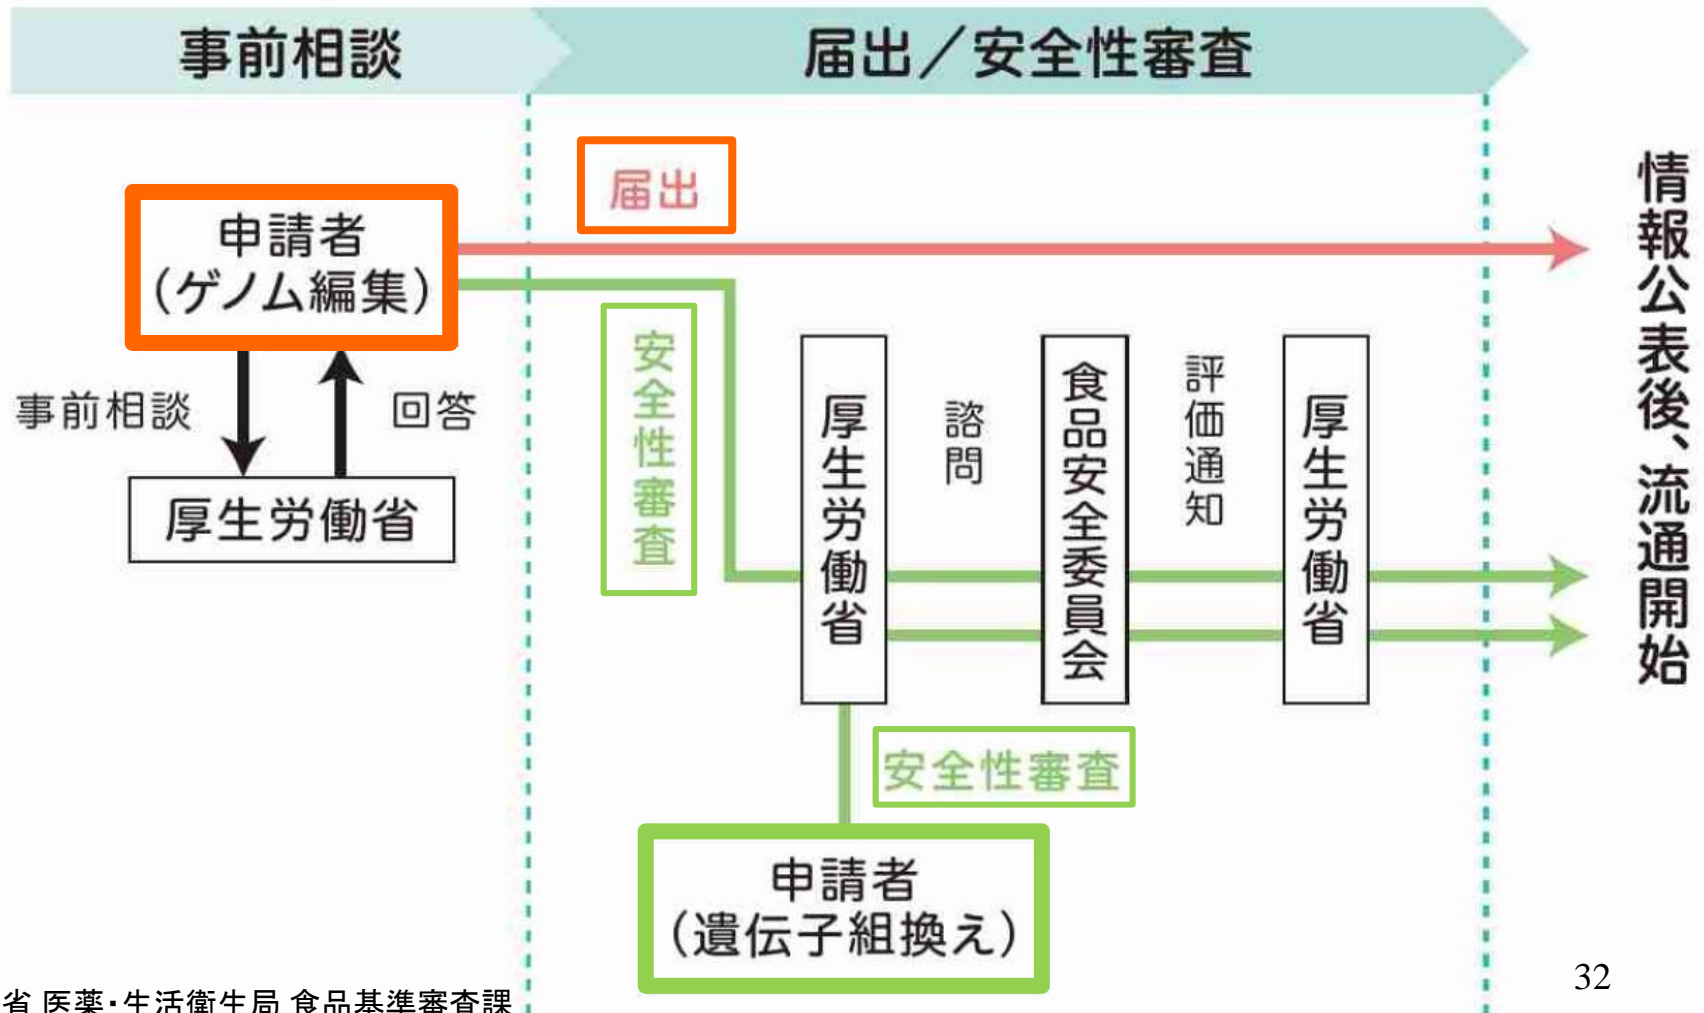 事前相談
届出／安全性審査
届出
申請者
（ゲノム編集）
事前相談
回答
厚生労働省
安全性審査
厚生労働省
諮問
食品安全委員会
評価通知
厚生労働省
情報公表後、流通開始
安全性審査
申請者
（遺伝子組換え）
省 医薬・生活衛生局 食品基準審査課
32